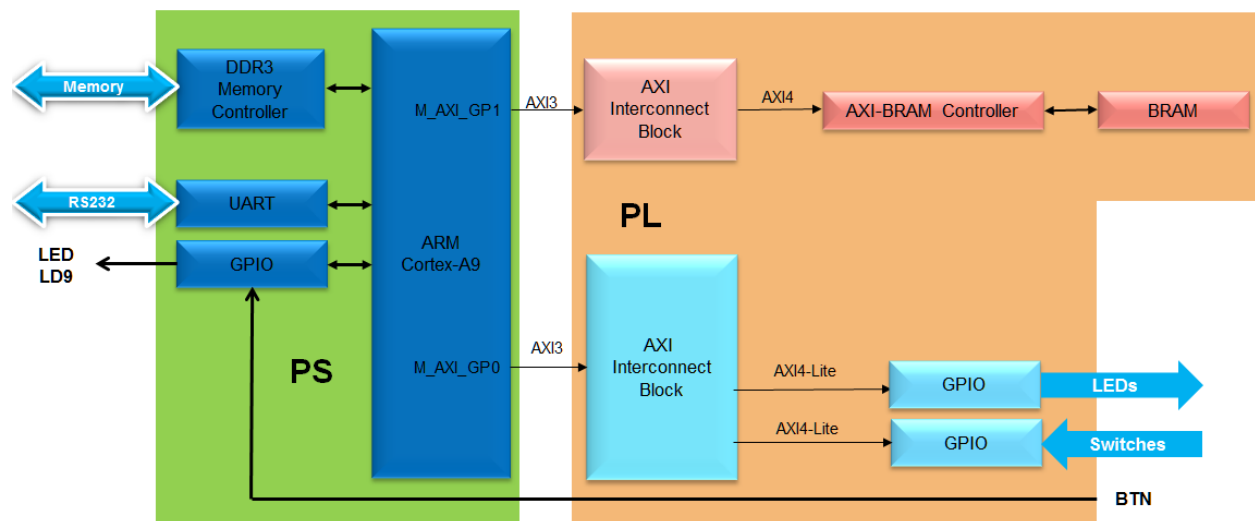 DDR3
Memory
Controller
Memory
M_AXI_GP1
AXI3
AXI
Interconnect
Block
AXI4
AXI-BRAM Controller
BRAM
RS232
UART
PL
LED
LD9
GPIO
ARM
Cortex-A9
PS
M_AXI_GP0
AXI3
AXI
Interconnect
Block
AXI4-Lite
GPIO
LEDs
AXI4-Lite
GPIO
Switches
BTN